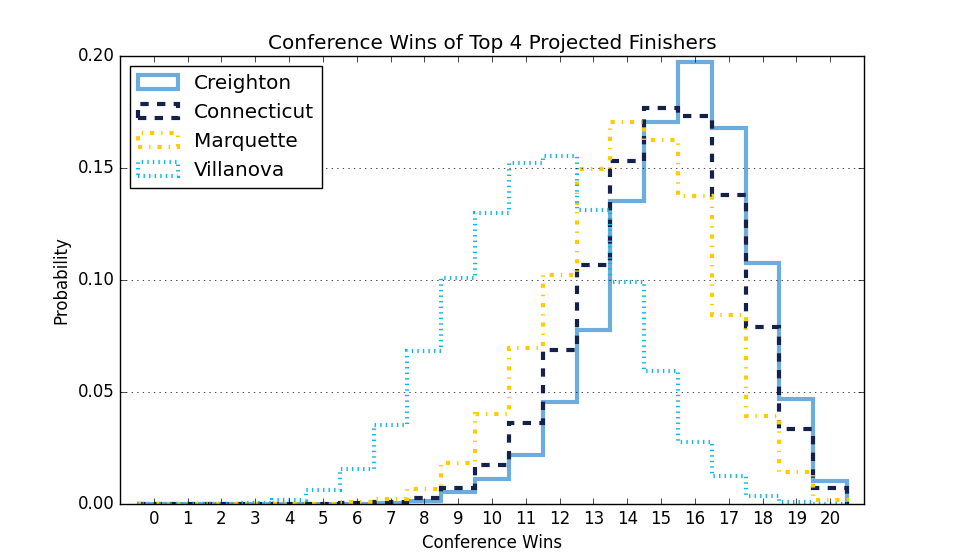 Conference Wins of Top 4 Projected Finishers
0.20
Creighton
Connecticut
Marquette
Villanova
0.15
0.10
0.05
0.00
Probability
0 1 2 3 4 5 6 7 8 9 10 11 12 13 14 15 16 17 18 19 20
Conference Wins